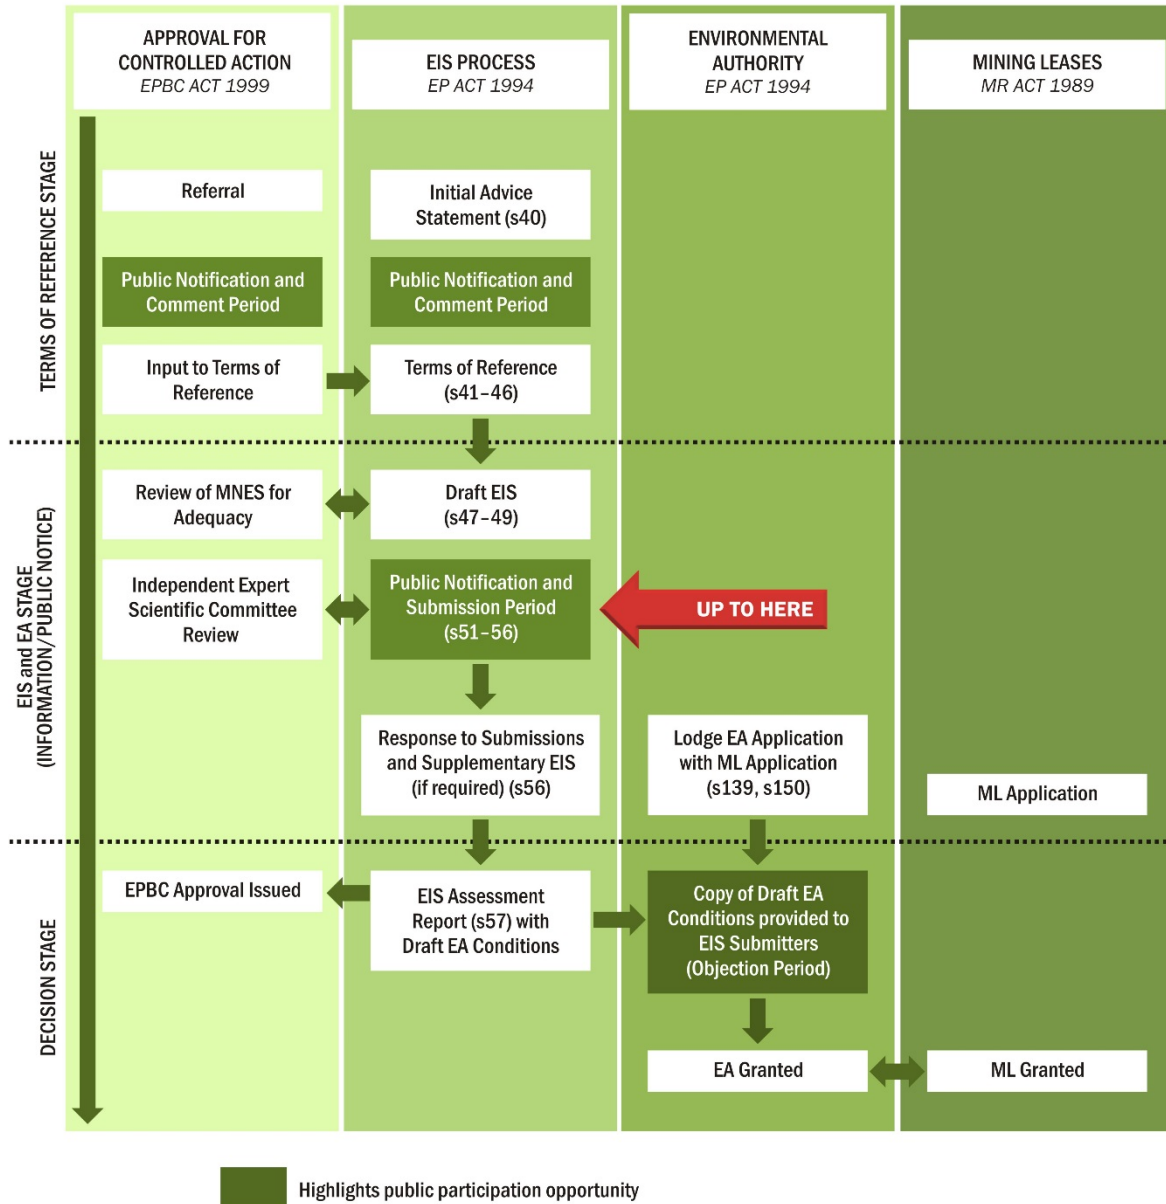 APPROVAL FOR
CONTROLLED ACTION
EPBC ACT 1999
EIS PROCESS
EP ACT 1994
ENVIRONMENTAL
AUTHORITY
EP ACT 1994
MINING LEASES
MR ACT 1989
TERMS OF REFERENCE STAGE
Referral
Initial Advice
Statement (s40)
Public Notification and
Comment Period
Public Notification and
Comment Period
Input to Terms of
Reference
Terms of Reference
(s41–46)
EIS and EA STAGE
(INFORMATION/PUBLIC NOTICE)
Review of MNES for
Adequacy
Draft EIS
(s47–49)
Independent Expert
Scientific Committee
Review
Public Notification and
Submission Period
(s51–56)
UP TO HERE
Response to Submissions
and Supplementary EIS
(if required) (s56)
Lodge EA Application
with ML Application
(s139, s150)
ML Application
DECISION STAGE
EPBC Approval Issued
EIS Assessment
Report (s57) with
Draft EA Conditions
Copy of Draft EA
Conditions provided to
EIS Submitters
(Objection Period)
EA Granted
ML Granted
Highlights public participation opportunity